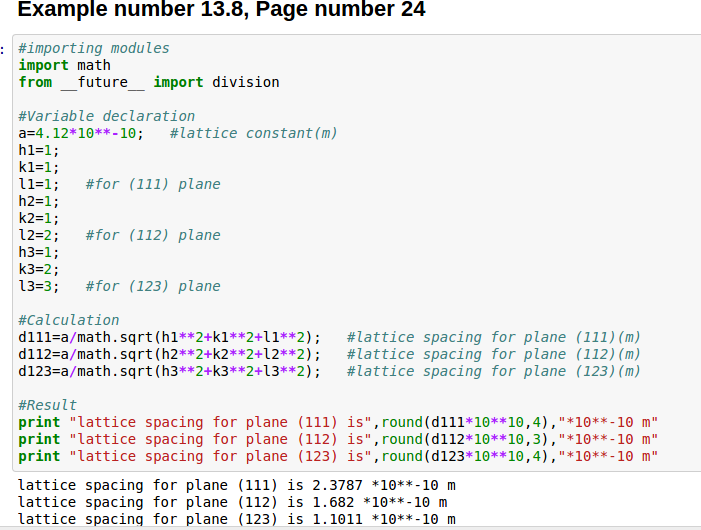 Example number 13.8, Page number 24
:
#importing modules
import math
from __future__ import division
#Variable declaration
a=4.12*10**-10;   #lattice constant(m)
h1=1;
k1=1;
l1=1;   #for (111) plane
h2=1;
k2=1;
l2=2;   #for (112) plane
h3=1;
k3=2;
l3=3;   #for (123) plane
#Calculation
d111=a/math.sqrt(h1**2+k1**2+l1**2);   #lattice spacing for plane (111)(m)
d112=a/math.sqrt(h2**2+k2**2+l2**2);   #lattice spacing for plane (112)(m)
d123=a/math.sqrt(h3**2+k3**2+l3**2);   #lattice spacing for plane (123)(m)
#Result
print "lattice spacing for plane (111) is",round(d111*10**10,4),"*10**-10 m"
print "lattice spacing for plane (112) is",round(d112*10**10,3),"*10**-10 m"
print "lattice spacing for plane (123) is",round(d123*10**10,4),"*10**-10 m"
lattice spacing for plane (111) is 2.3787 *10**-10 m
lattice spacing for plane (112) is 1.682 *10**-10 m
lattice spacing for plane (123) is 1.1011 *10**-10 m